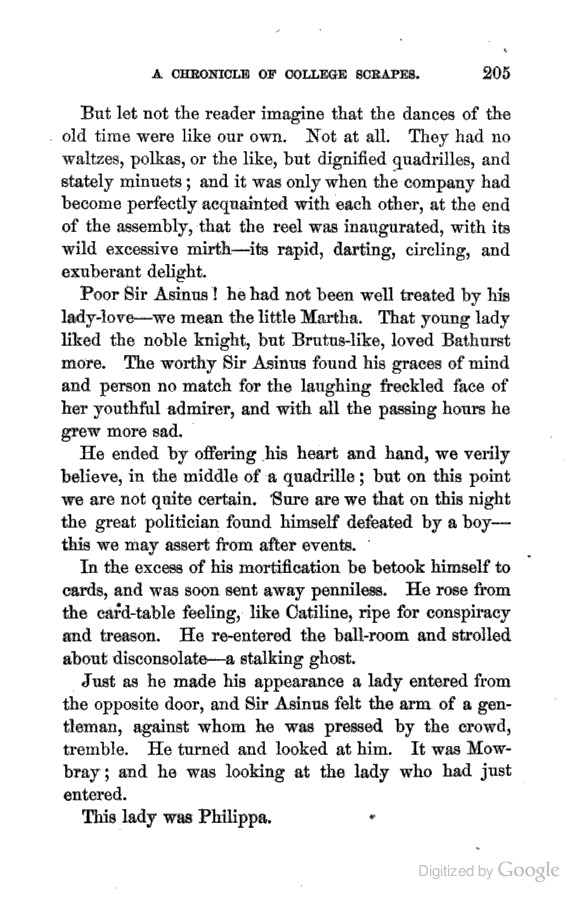 A CHRONICLE OF COLLEGE SCRAPES. 205
But let not the reader imagine that the dances of the
old time were like our own. Not at all. They had no
waltzes, polkas, or the like, but dignified quadrilles, and
stately minuets; and it was only when the company had
become perfectly acquainted with each other, at the end
of the assembly, that the reel was inaugurated, with its
wild excessive mirth—its rapid, darting, circling, and
exuberant delight.
Poor Sir Asinus! he had not been well treated by his
lady-love—we mean the little Martha. That young lady
liked the noble knight, but Brutus-like, loved Bathurst
more. The worthy Sir Asinus found his graces of mind
and person no match for the laughing freckled face of
her youthful admirer, and with all the passing hours he
grew more sad.
He ended by offering his heart and hand, we verily
believe, in the middle of a quadrille; but on this point
we are not quite certain. Sure are we that on this night
the great politician found himself defeated by a boy—
this we may assert from after events.
In the excess of his mortification be betook himself to
cards, and was soon sent away penniless. He rose from
the card-table feeling, like Catiline, ripe for conspiracy
and treason. He re-entered the ball-room and strolled
about disconsolate—a stalking ghost.
Just as he made his appearance a lady entered from
the opposite door, and Sir Asinus felt the arm of a gen-
tleman, against whom he was pressed by the crowd,
tremble. He turned and looked at him. It was Mow-
bray; and he was looking at the lady who had just
entered.
This lady was Philippa.
Digitized by Google